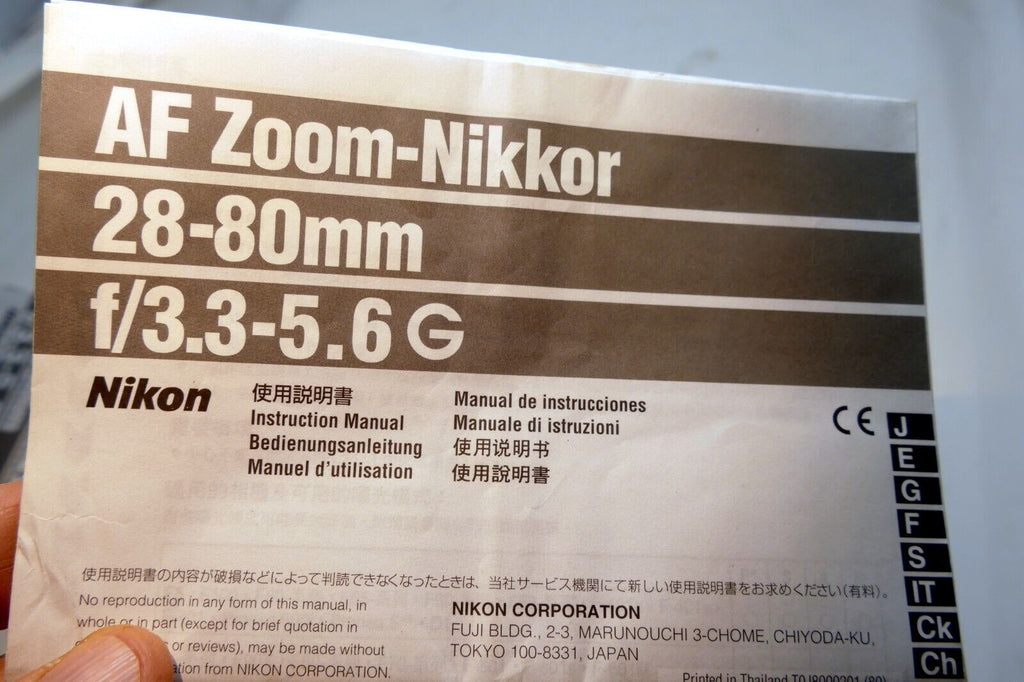 AF Zoom-Nikkor
28-80mm
f/3.3-5.6 G
Nikon
使用説明書
Instruction Manual
Bedienungsanleitung
Manuel d'utilisation
Manual de instrucciones
Manuale di istruzioni
使用说明书
使用說明書
CE
J
E
G
F
S
IT
Ck
Ch
使用説明書の内容が破損などによって判読できなくなったときは、当社サービス機関にて新しい使用説明書をお求めください(有料)。
No reproduction in any form of this manual, in
whole or in part (except for brief quotation in
or reviews), may be made without
from NIKON CORPORATION.
NIKON CORPORATION
FUJI BLDG., 2-3, MARUNOUCHI 3-CHOME, CHIYODA-KU,
TOKYO 100-8331, JAPAN
Printed in Thailand